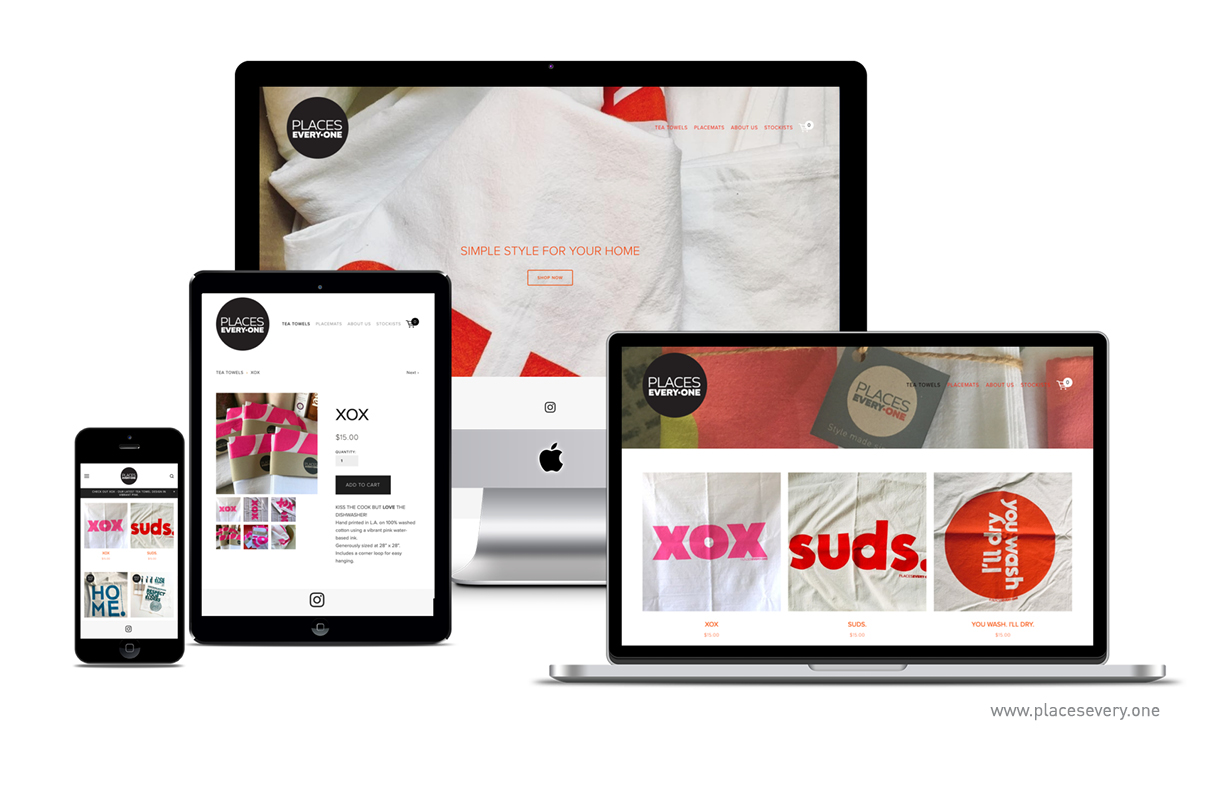 PLACES
EVERY-ONE
TEA TOWELS PLACEMATS ABOUT US STOCKISTS 0
SIMPLE STYLE FOR YOUR HOME
SHOP NOW
PLACES
EVERY-ONE
TEA TOWELS PLACEMATS ABOUT US STOCKISTS 0
TEA TOWELS › XOX
Next ›
XOX
$15.00
QUANTITY:
1
ADD TO CART
KISS THE COOK BUT LOVE THE
DISHWASHER!
Hand printed in L.A. on 100% washed
cotton using a vibrant pink water-
based ink.
Generously sized at 28" x 28".
Includes a corner loop for easy
hanging.
xox
PLACES
EVERY-ONE
xox
suds.
XOX
SUDS.
HO
ME.
RESPECT
PLACES
EVERY-ONE
TEA TOWELS PLACEMATS ABOUT US STOCKISTS 0
PLACES
EVERY-ONE
Style made
xox
suds.
you wash
I'll dry
XOX
$15.00
SUDS.
$15.00
YOU WASH. I'LL DRY.
$15.00
www.placesevery.one